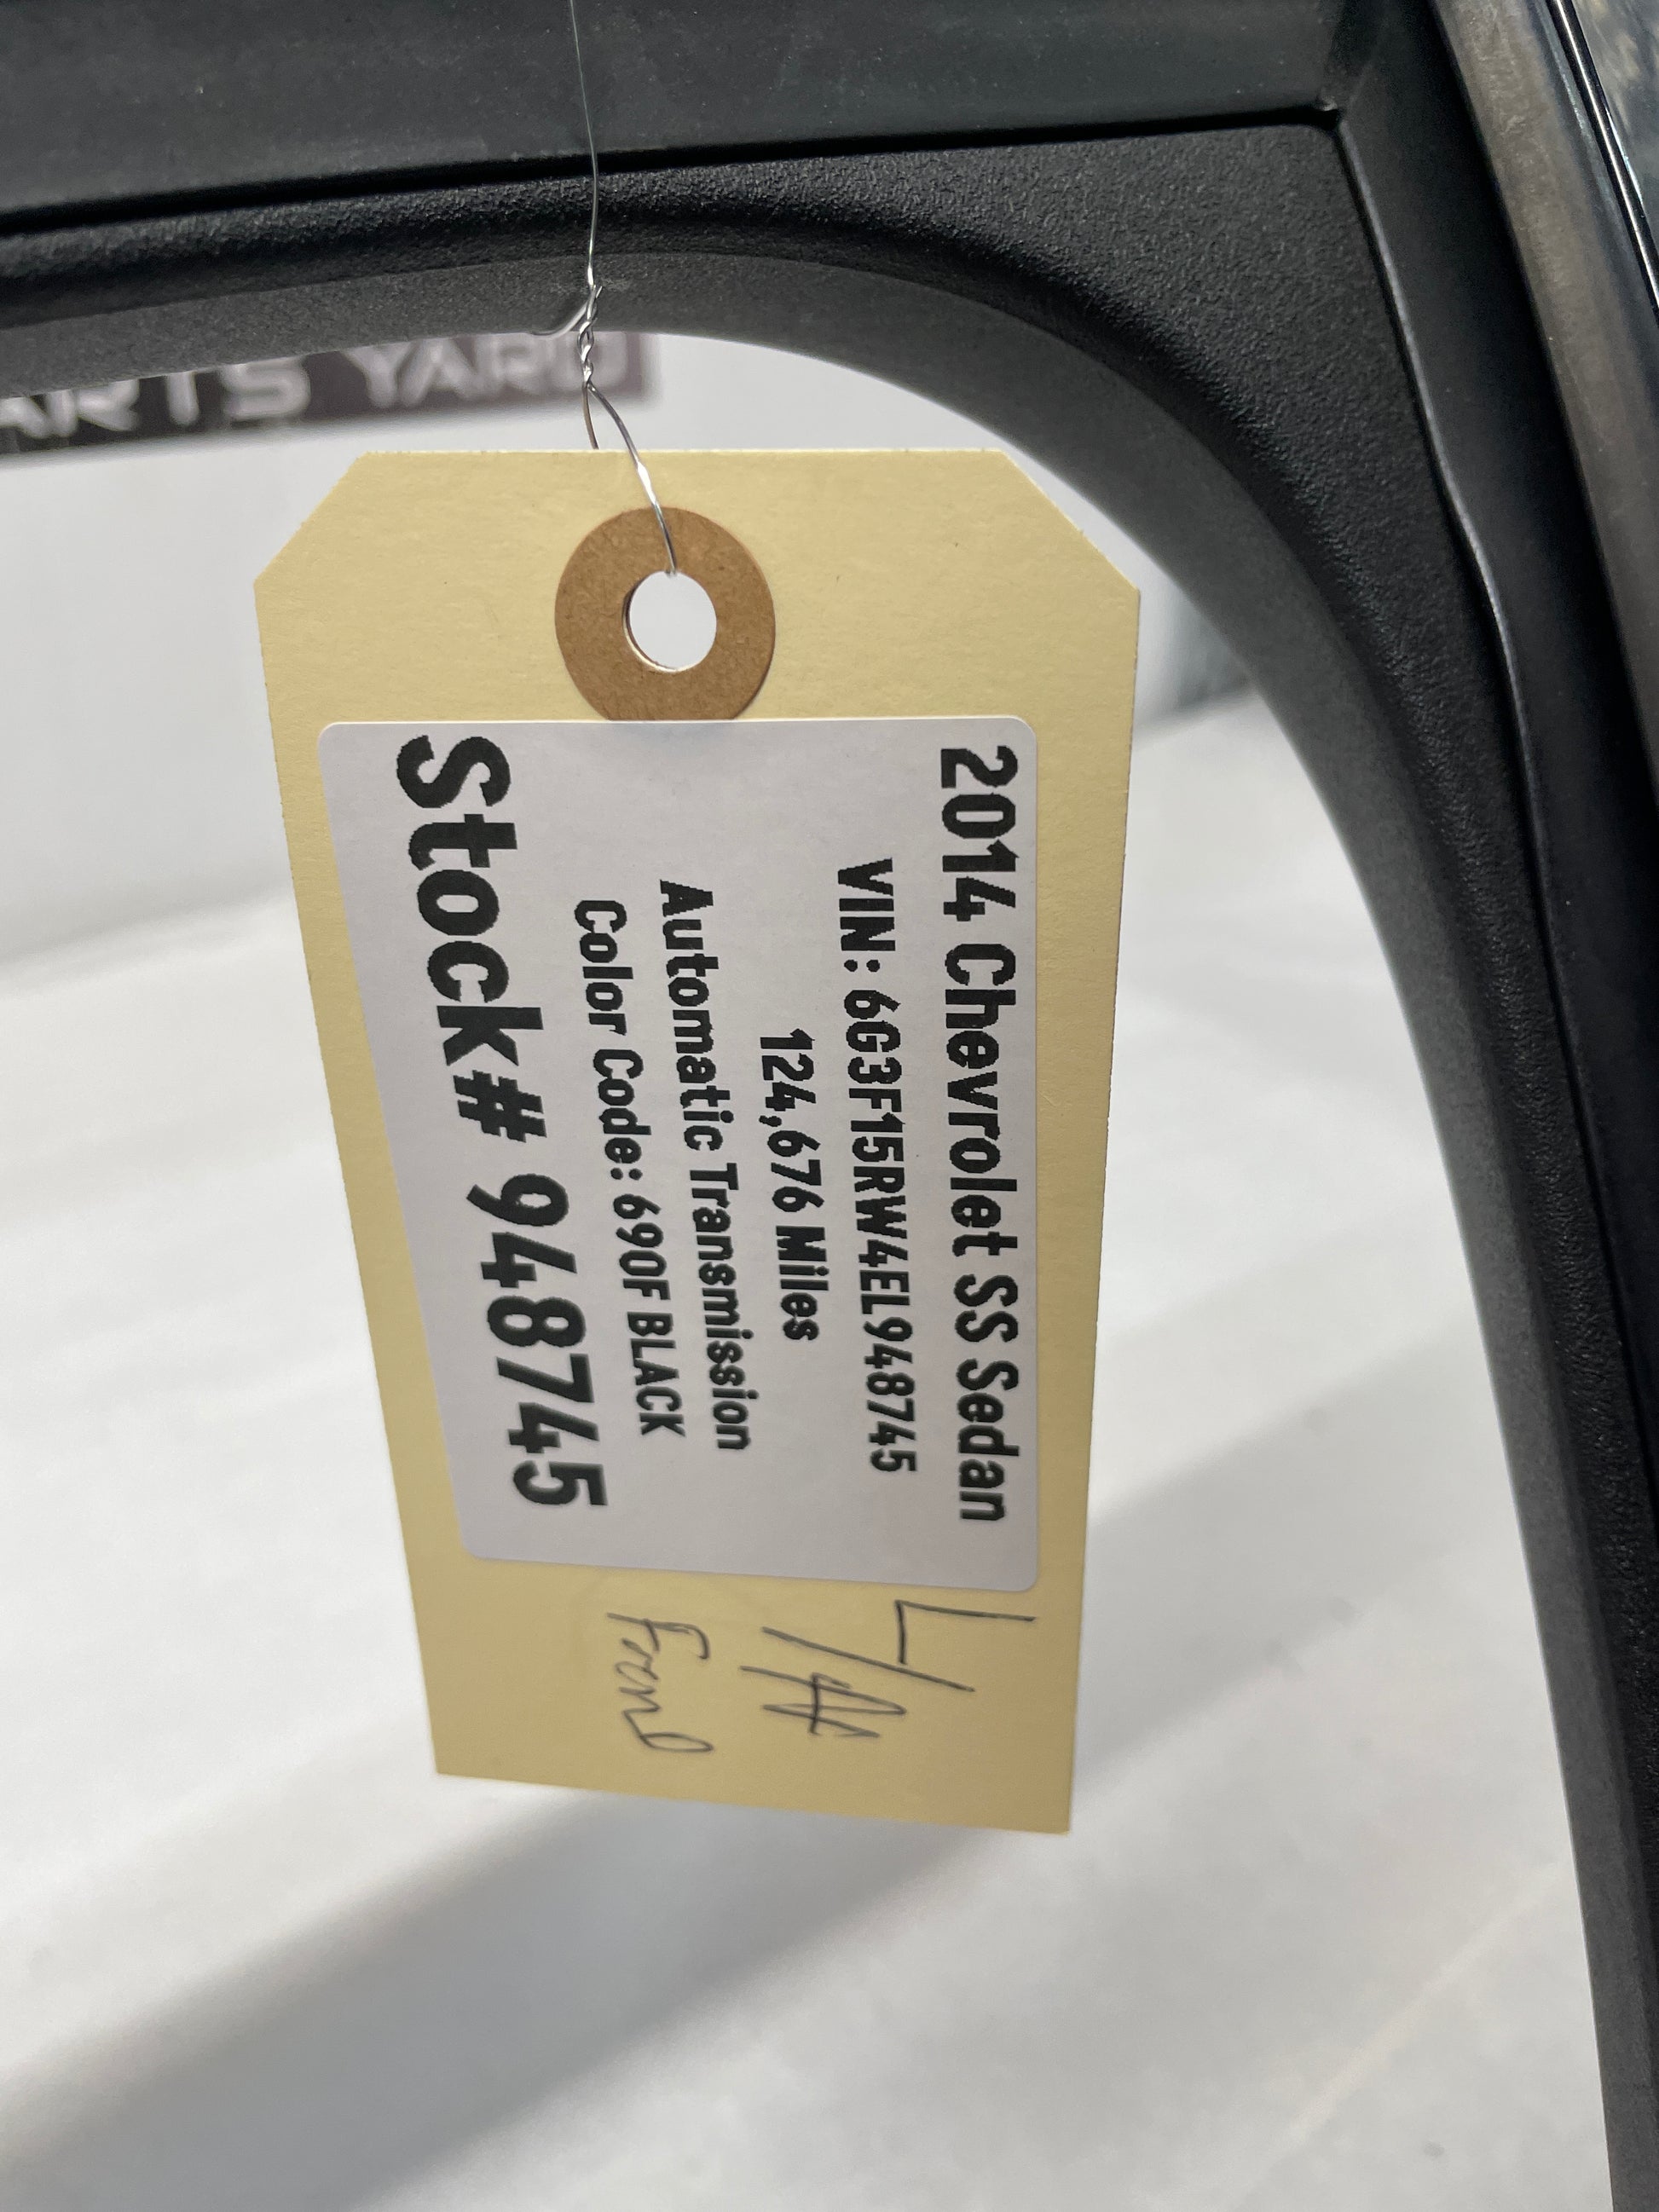 ARTS YARD
2014 Chevrolet SS Sedan
VIN: 6G3F15RW4EL948745
124,676 Miles
Automatic Transmission
Color Code: 690F BLACK
Stock# 948745